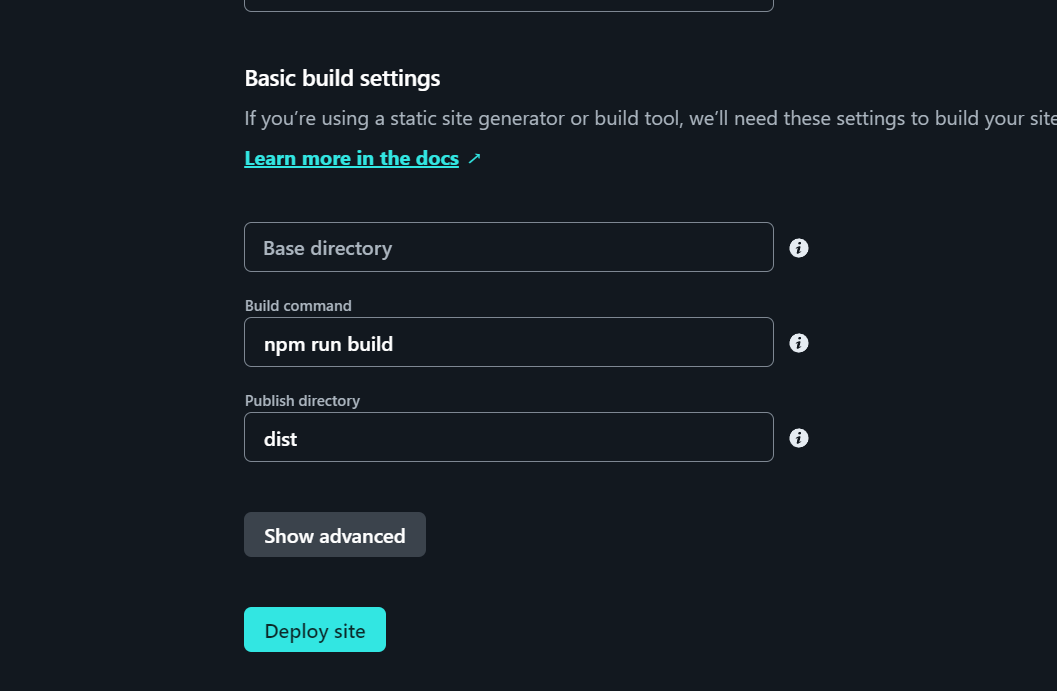 Basic build settings
If you’re using a static site generator or build tool, we’ll need these settings to build your site
Learn more in the docs ↗
Base directory
Build command
npm run build
Publish directory
dist
Show advanced
Deploy site